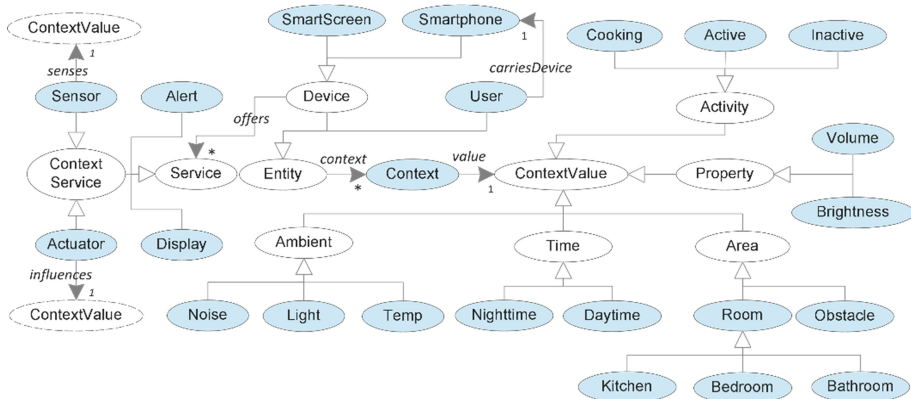 SmartScreen
Smartphone
ContextValue
Cooking
Active
Inactive
1
1
senses
carriesDevice
Sensor
Alert
Device
User
Activity
offers
Volume
*
Context
Service
Service
Entity
context
*
Context
value
1
ContextValue
Property
Brightness
Actuator
Display
Ambient
Time
Area
influences
1
ContextValue
Noise
Light
Temp
Nighttime
Daytime
Room
Obstacle
Kitchen
Bedroom
Bathroom